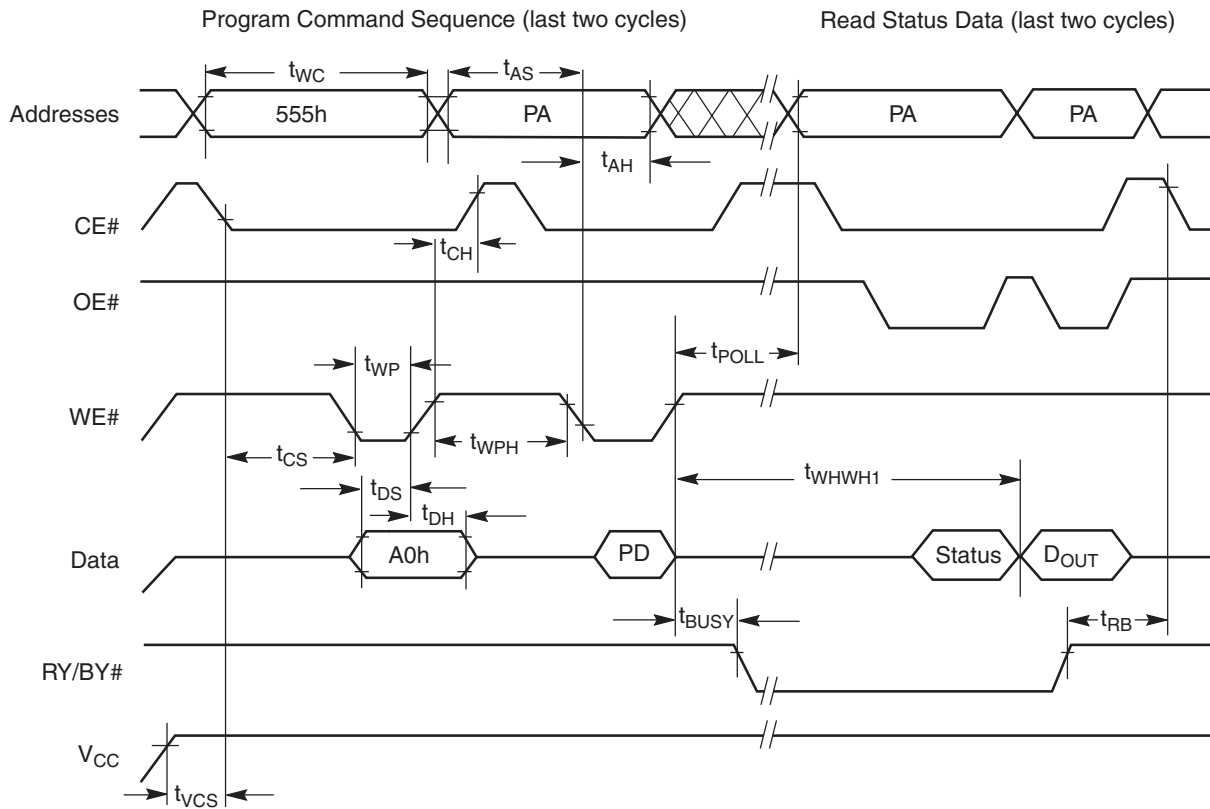 Program Command Sequence (last two cycles)
Read Status Data (last two cycles)
tWC
tAS
Addresses
555h
PA
PA
PA
tAH
CE#
tCH
OE#
tPOLL
tWP
WE#
tWPH
tCS
tWHWH1
tDS
tDH
Data
A0h
PD
Status
DOUT
tBUSY
tRB
RY/BY#
VCC
tVCS